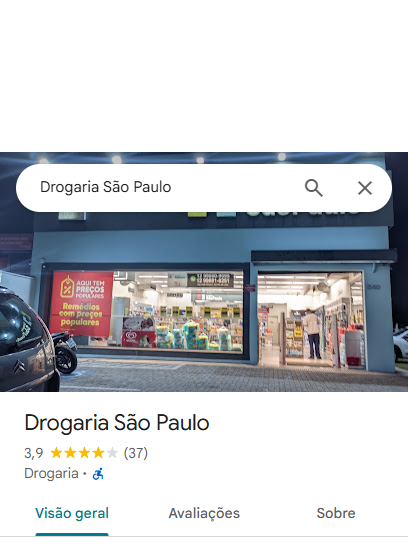 Drogaria São Paulo
AQUI TEM
PREÇOS
POPULARES
Remédios
com preços
populares
Drogaria São Paulo
3,9 (37)
Drogaria ·
Visão geral
Avaliações
Sobre